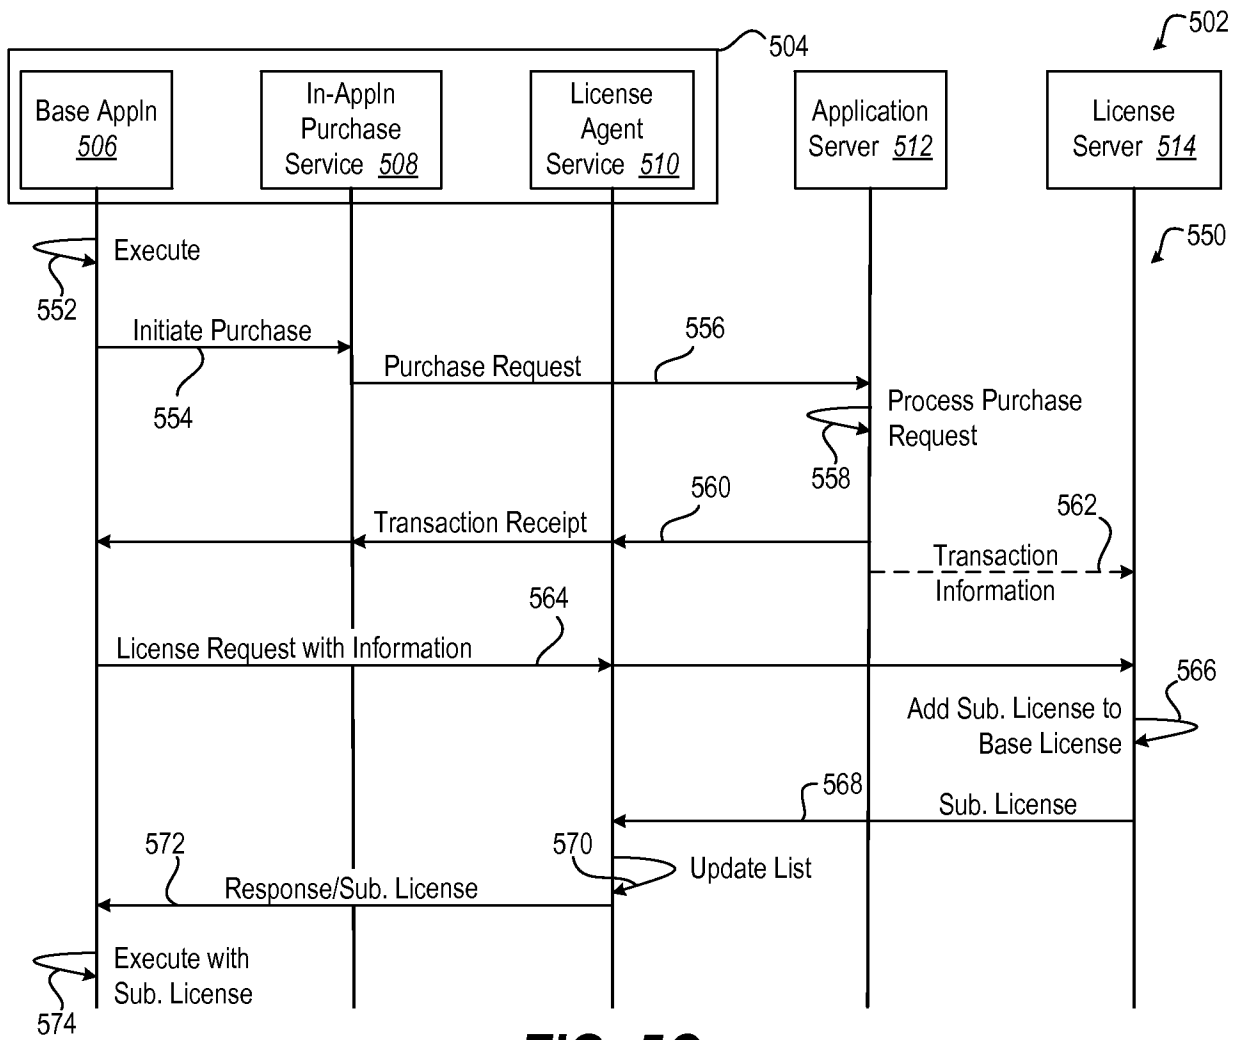 502
504
Base Appln
506
In-Appln
Purchase
Service 508
License
Agent
Service 510
Application
Server 512
License
Server 514
550
Execute
552
Initiate Purchase
554
Purchase Request
556
Process Purchase
Request
558
Transaction Receipt
560
562
Transaction
Information
License Request with Information
564
566
Add Sub. License to
Base License
568
Sub. License
570
Update List
572
Response/Sub. License
Execute with
Sub. License
574